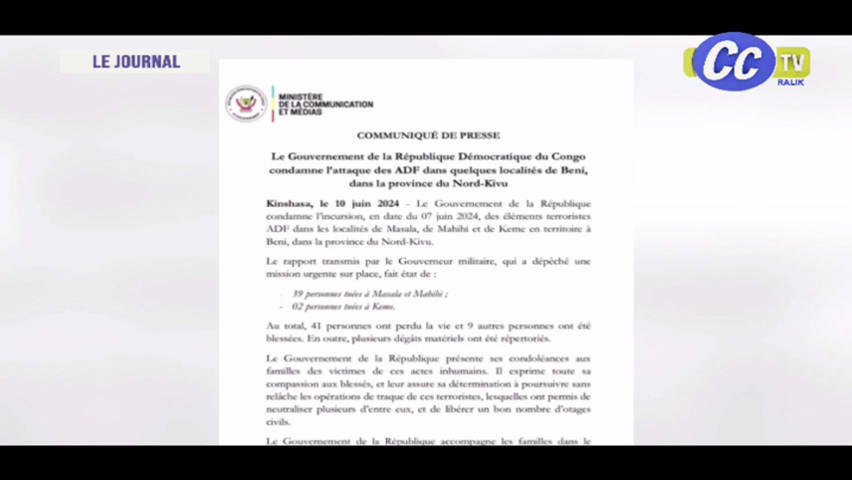 LE JOURNAL
CC TV
RALIK
MINISTÈRE
DE LA COMMUNICATION
ET MÉDIAS
COMMUNIQUÉ DE PRESSE
Le Gouvernement de la République Démocratique du Congo
condamne l'attaque des ADF dans quelques localités de Beni,
dans la province du Nord-Kivu
Kinshasa, le 10 juin 2024 - Le Gouvernement de la République
condamne l'incursion, en date du 07 juin 2024, des éléments terroristes
ADF dans les localités de Masala, de Mahihi et de Keme en territoire à
Beni, dans la province du Nord-Kivu.
Le rapport transmis par le Gouverneur militaire, qui a dépêché une
mission urgente sur place, fait état de :
- 39 personnes tuées à Masala et Mahihi ;
- 02 personnes tuées à Keme.
Au total, 41 personnes ont perdu la vie et 9 autres personnes ont été
blessées. En outre, plusieurs dégâts matériels ont été répertoriés.
Le Gouvernement de la République présente ses condoléances aux
familles des victimes de ces actes inhumains. Il exprime toute sa
compassion aux blessés, et leur assure sa détermination à poursuivre sans
relâche les opérations de traque de ces terroristes, lesquelles ont permis de
neutraliser plusieurs d'entre eux, et de libérer un bon nombre d'otages
civils.
Le Gouvernement de la République accompagne les familles dans le